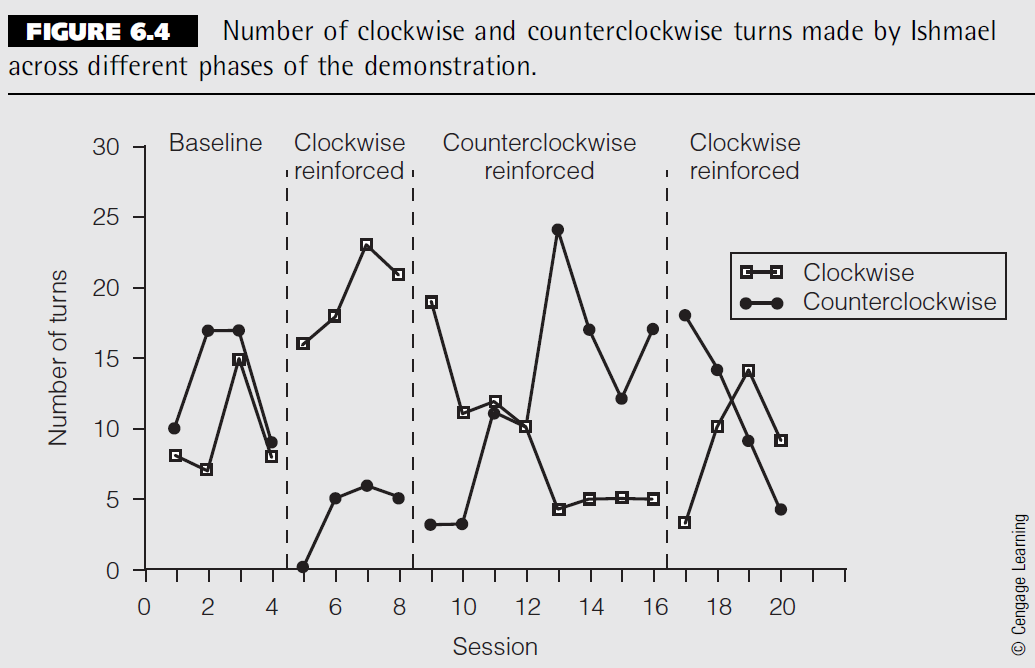 FIGURE 6.4 Number of clockwise and counterclockwise turns made by Ishmael
across different phases of the demonstration.
Baseline
Clockwise
reinforced
Counterclockwise
reinforced
Clockwise
reinforced
30
25
20
15
10
5
0
Number of turns
Clockwise
Counterclockwise
0 2 4 6 8 10 12 14 16 18 20
Session
© Cengage Learning